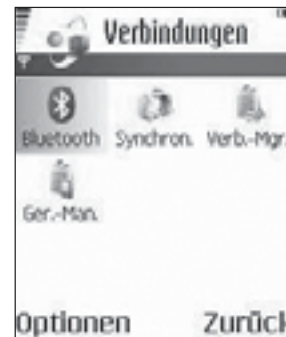 Verbindungen
Bluetooth Synchron. Verb.-Mgr.
Ger.-Man.
Optionen Zurück